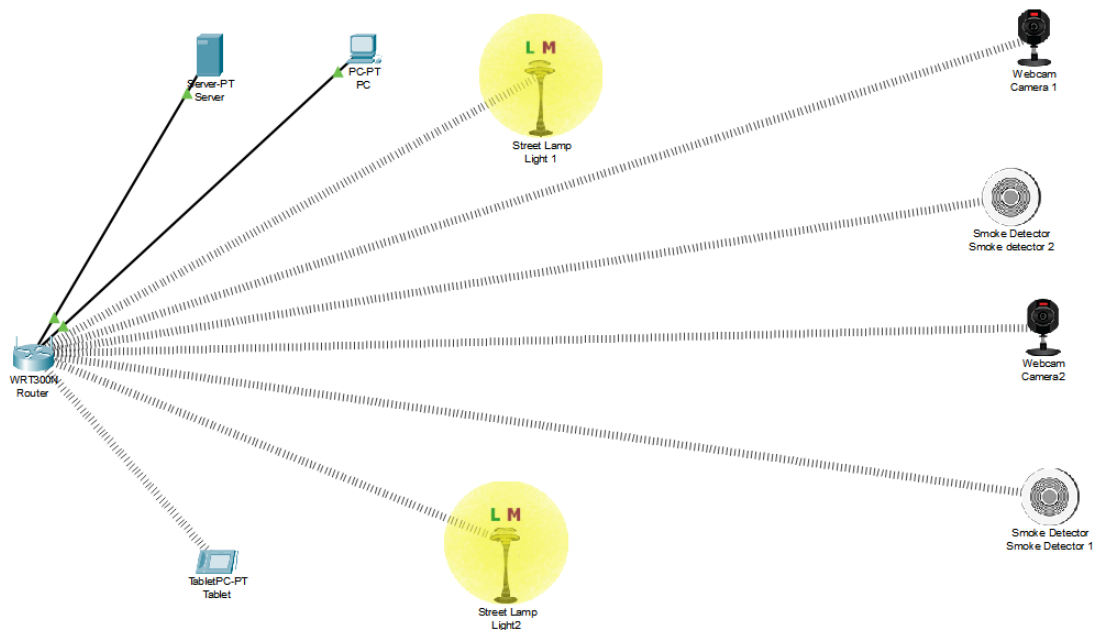 Server-PT
Server
PC-PT
PC
L M
Street Lamp
Light 1
Webcam
Camera 1
Smoke Detector
Smoke detector 2
Webcam
Camera2
WRT300N
Router
Smoke Detector
Smoke Detector 1
L M
Street Lamp
Light2
TabletPC-PT
Tablet